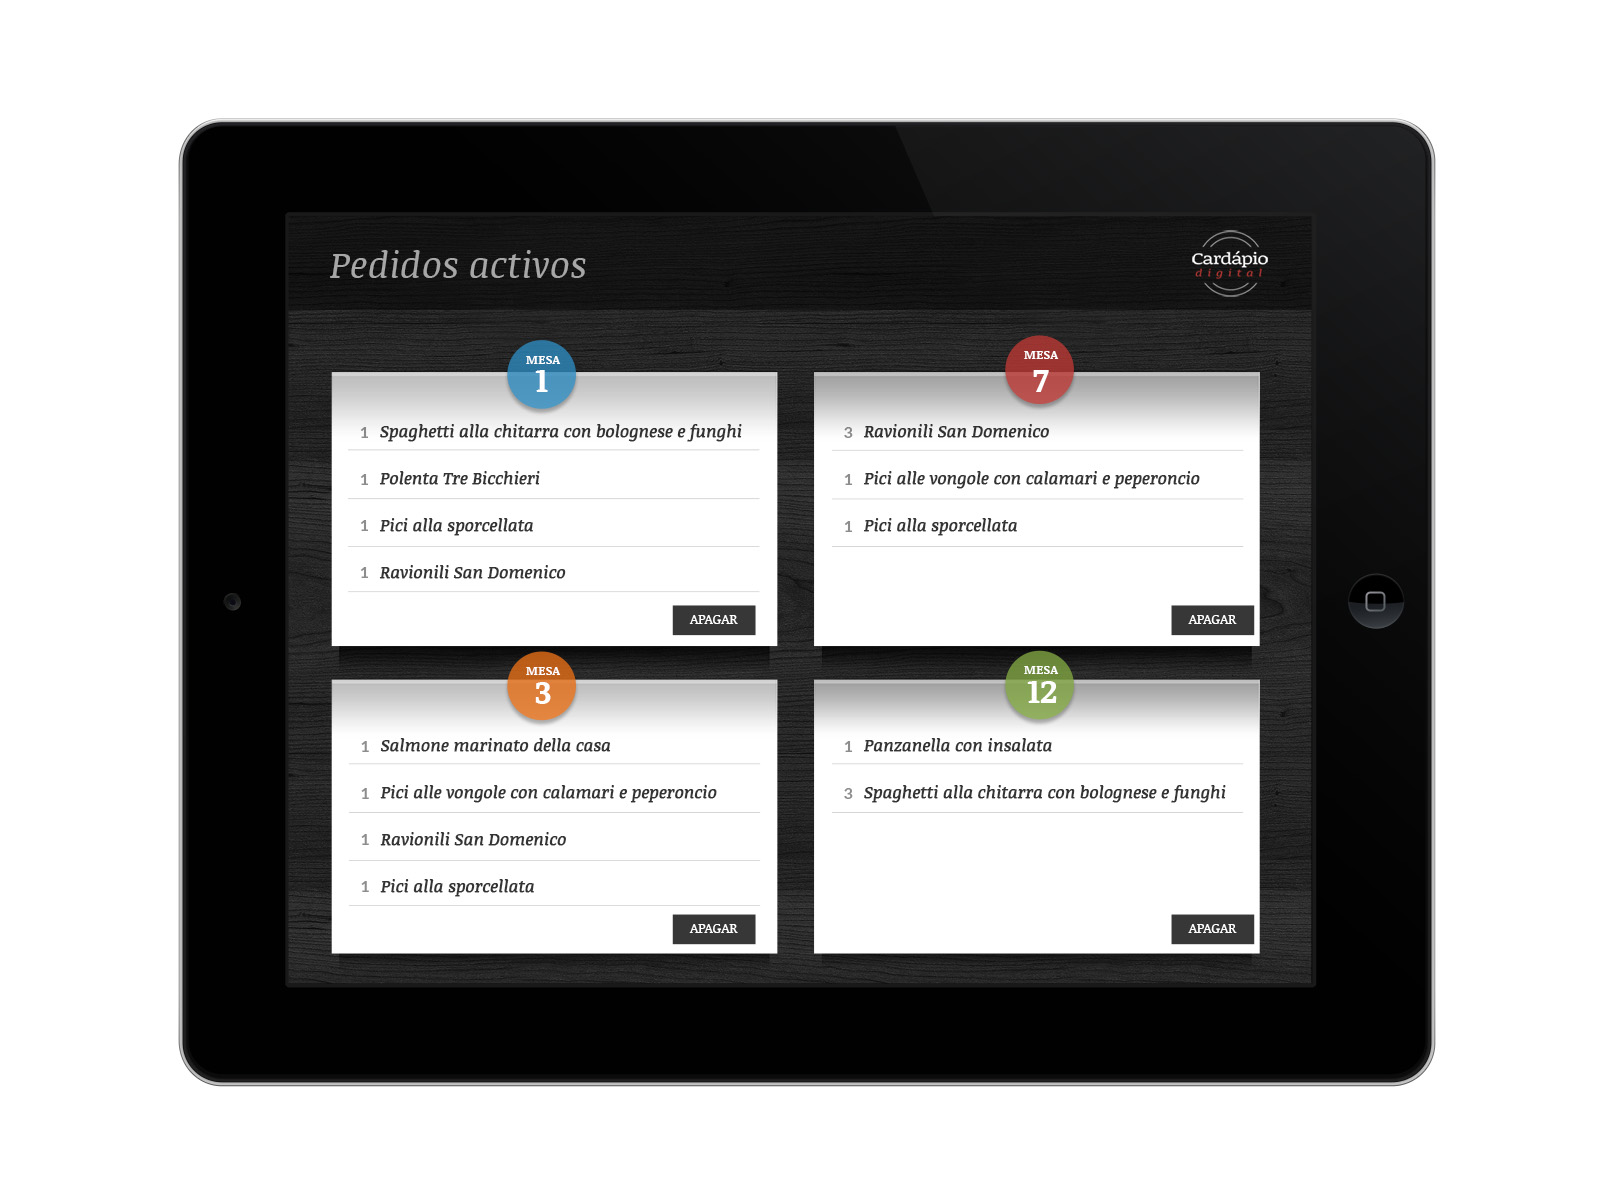 Pedidos activos
Cardápio
digital
MESA
1
1 Spaghetti alla chitarra con bolognese e funghi
1 Polenta Tre Bicchieri
1 Pici alla sporcellata
1 Ravionili San Domenico
APAGAR
MESA
7
3 Ravionili San Domenico
1 Pici alle vongole con calamari e peperoncio
1 Pici alla sporcellata
APAGAR
MESA
3
1 Salmone marinato della casa
1 Pici alle vongole con calamari e peperoncio
1 Ravionili San Domenico
1 Pici alla sporcellata
APAGAR
MESA
12
1 Panzanella con insalata
3 Spaghetti alla chitarra con bolognese e funghi
APAGAR